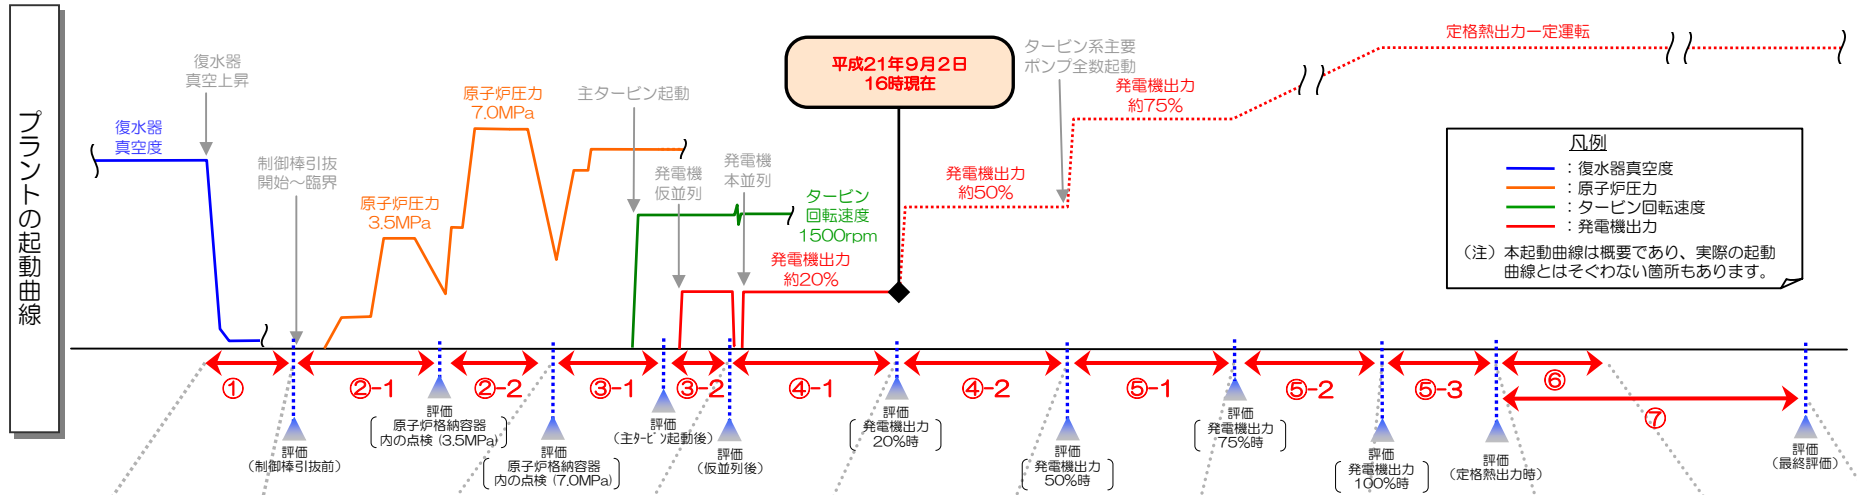 プラントの起動曲線
復水器
真空上昇
復水器
真空度
制御棒引抜
開始～臨界
原子炉圧力
3.5MPa
原子炉圧力
7.0MPa
主タービン起動
発電機
仮並列
発電機
本並列
タービン
回転速度
1500rpm
発電機出力
約20%
平成21年9月2日
16時現在
発電機出力
約50%
タービン系主要
ポンプ全数起動
発電機出力
約75%
定格熱出力一定運転
凡例
：復水器真空度
：原子炉圧力
：タービン回転速度
：発電機出力
（注）本起動曲線は概要であり、実際の起動
曲線とはそぐわない箇所もあります。
①
②-1
②-2
③-1
③-2
④-1
④-2
⑤-1
⑤-2
⑤-3
⑥
⑦
評価
（制御棒引抜前）
評価
原子炉格納容器
内の点検（3.5MPa）
評価
原子炉格納容器
内の点検（7.0MPa）
評価
（主ﾀｰﾋﾞﾝ起動後）
評価
（仮並列後）
評価
発電機出力
20%時
評価
発電機出力
50%時
評価
発電機出力
75%時
評価
発電機出力
100%時
評価
（定格熱出力時）
評価
（最終評価）